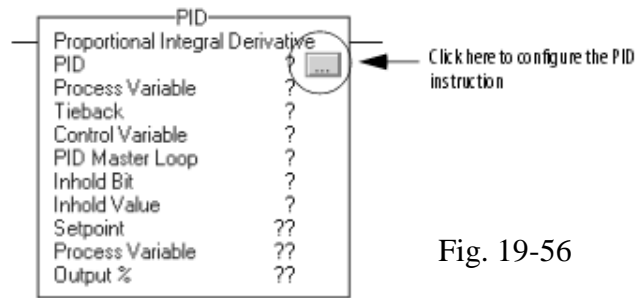 PID
Proportional Integral Derivative
PID ? ...
Process Variable ?
Tieback ?
Control Variable ?
PID Master Loop ?
Inhold Bit ?
Inhold Value ?
Setpoint ??
Process Variable ??
Output % ??
Click here to configure the PID
instruction
Fig. 19-56